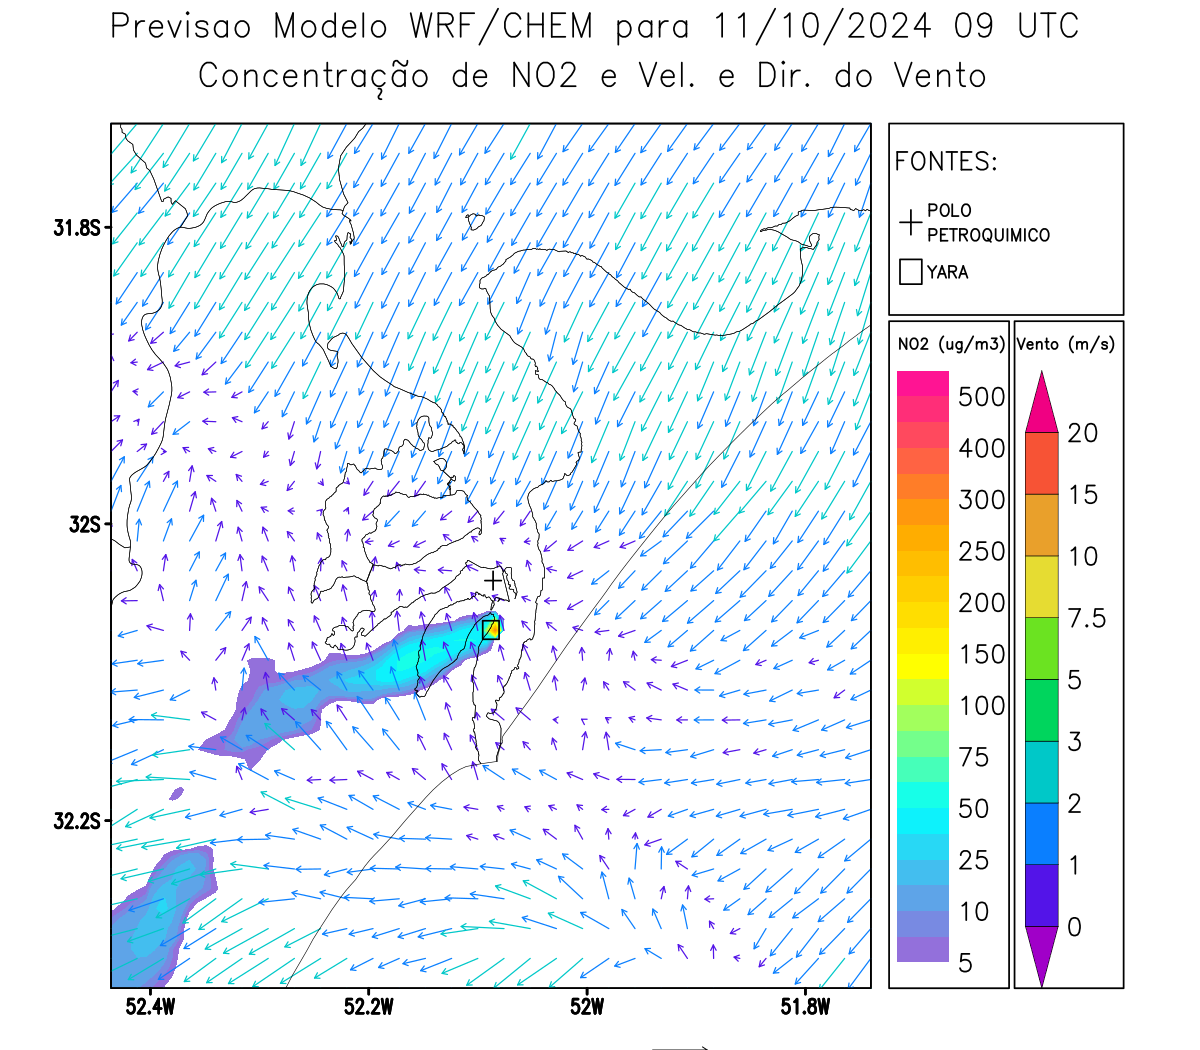 Previsao Modelo WRF/CHEM para 11/10/2024 09 UTC
Concentração de NO2 e Vel. e Dir. do Vento
FONTES:
POLO
PETROQUIMICO
YARA
31.8S
32S
32.2S
52.4W
52.2W
52W
51.8W
NO2 (ug/m3)
500
400
300
250
200
150
100
75
50
25
10
5
Vento (m/s)
20
15
10
7.5
5
3
2
1
0